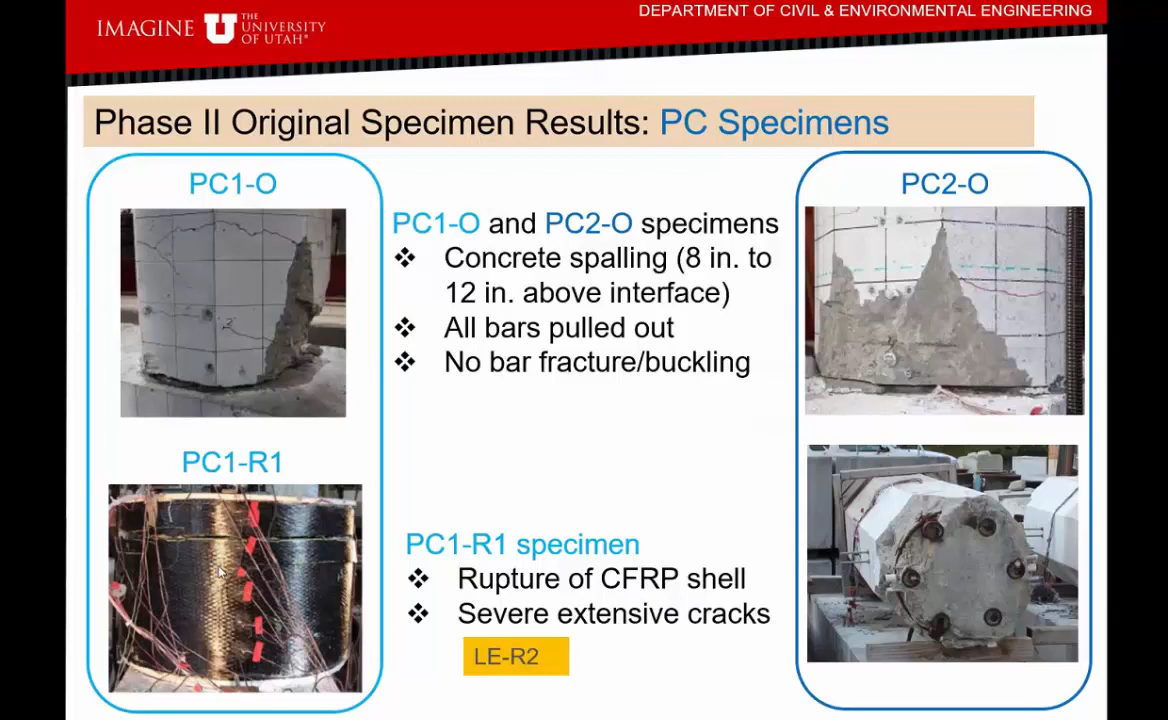 DEPARTMENT OF CIVIL & ENVIRONMENTAL ENGINEERING
IMAGINE U THE
UNIVERSITY
OF UTAH®
Phase II Original Specimen Results: PC Specimens
PC1-O
PC1-O and PC2-O specimens
❖ Concrete spalling (8 in. to
12 in. above interface)
❖ All bars pulled out
❖ No bar fracture/buckling
PC1-R1
PC1-R1 specimen
❖ Rupture of CFRP shell
❖ Severe extensive cracks
LE-R2
PC2-O